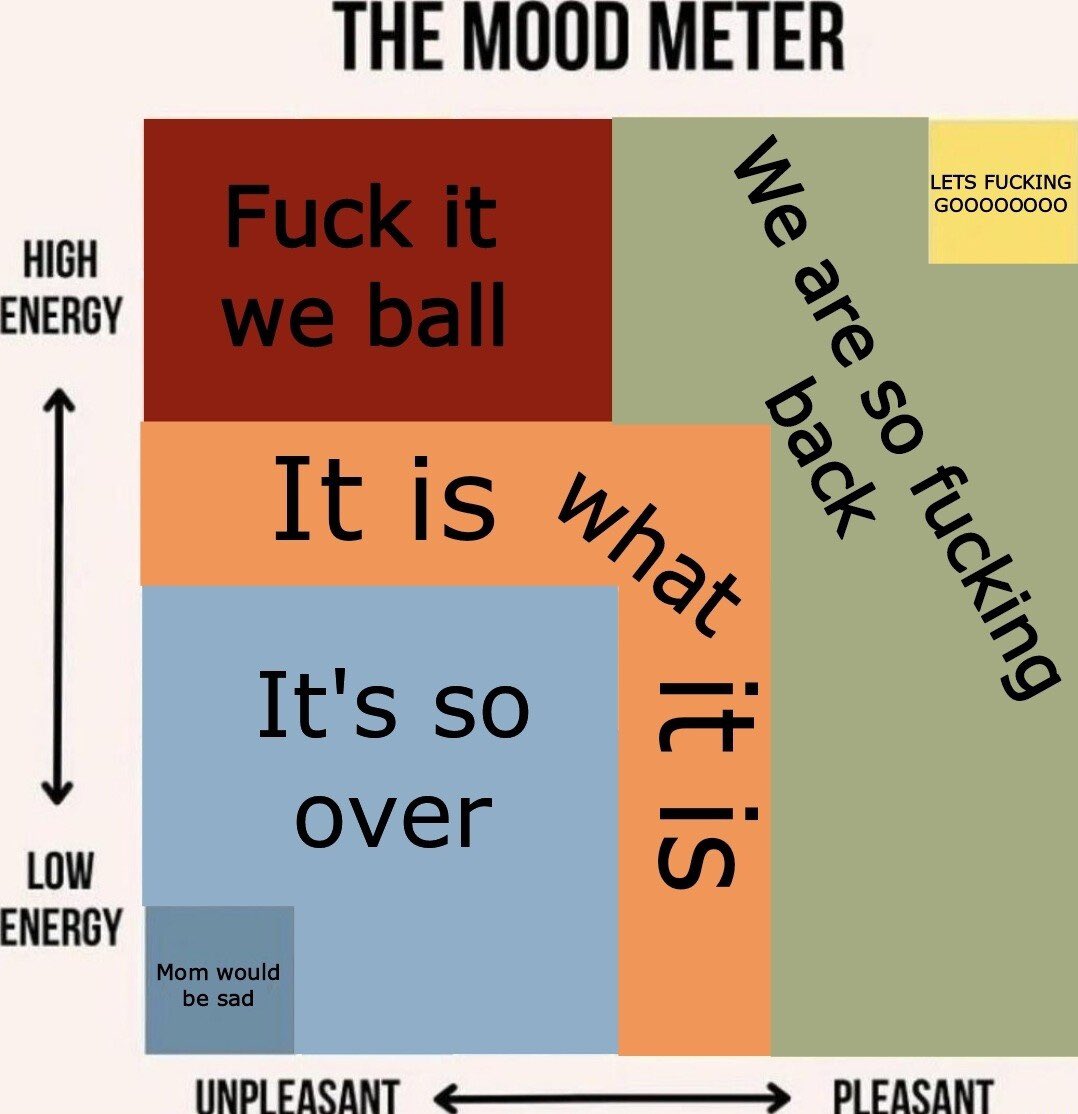 THE MOOD METER
HIGH
ENERGY
LOW
ENERGY
Fuck it
we ball
We are so fucking
back
LETS FUCKING
GOOOOOOOO
It is what it is
It's so
over
Mom would
be sad
UNPLEASANT
PLEASANT